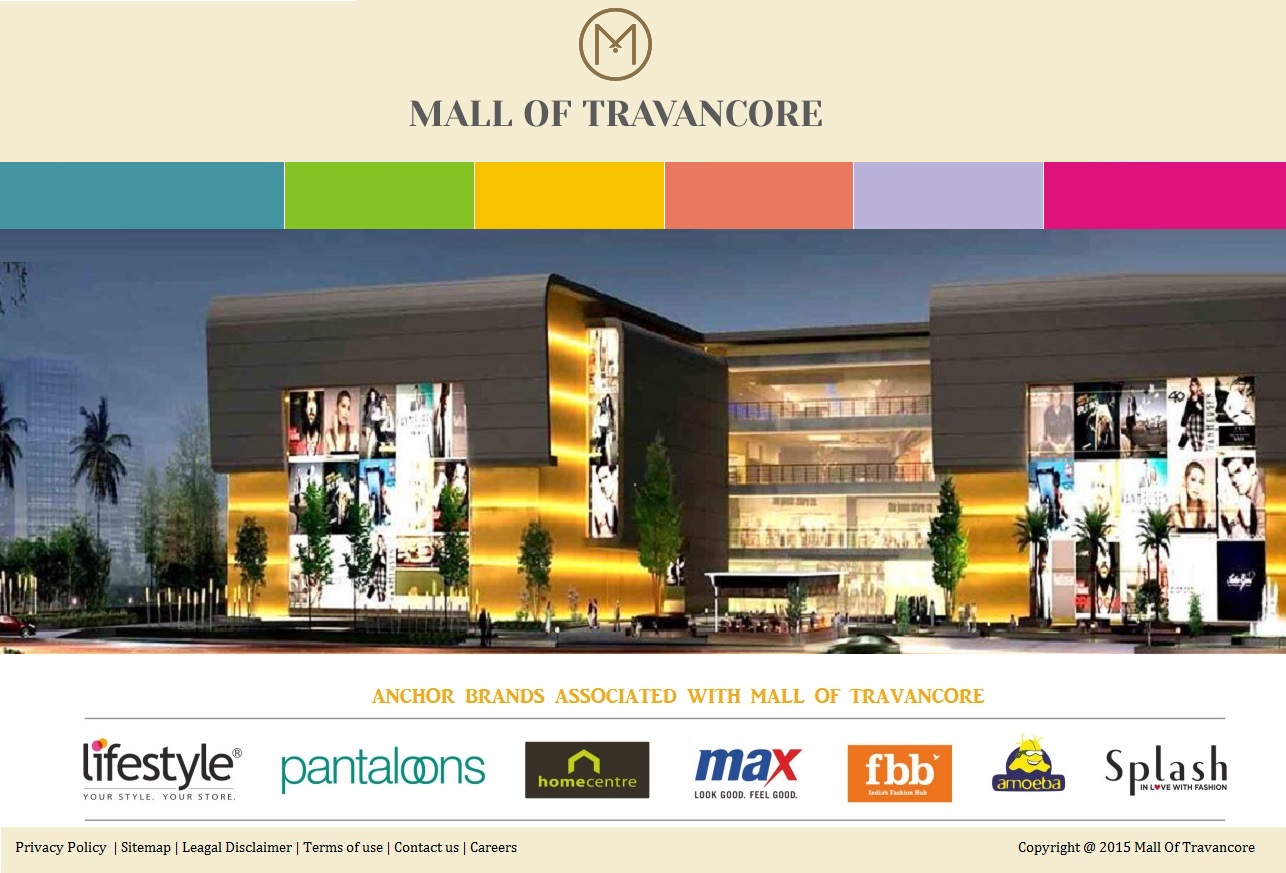 M
MALL OF TRAVANCORE
ANCHOR BRANDS ASSOCIATED WITH MALL OF TRAVANCORE
lifestyle®
YOUR STYLE. YOUR STORE.
pantaloons
homecentre
max
LOOK GOOD. FEEL GOOD.
fbb
India's Fashion Hub
amoeba
Splash
IN L♥VE WITH FASHION
Privacy Policy | Sitemap | Leagal Disclaimer | Terms of use | Contact us | Careers
Copyright @ 2015 Mall Of Travancore